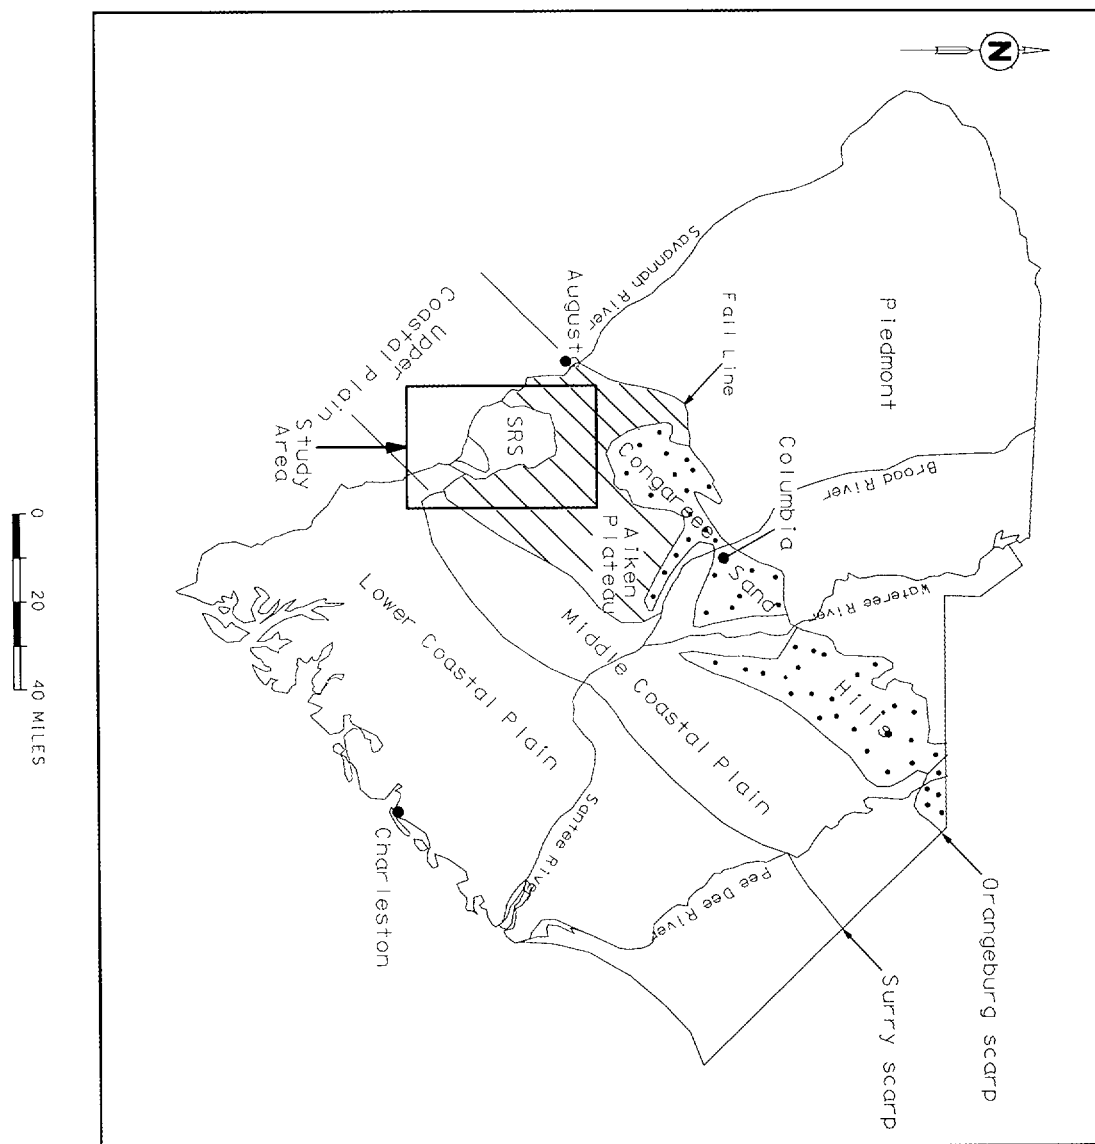 N
Piedmont
Savannah River
Fall Line
August
Upper
Coastal Plain
SRS
Study
Area
Congaree
Columbia
Broad River
Sand
Aiken
Plateau
Wateree River
Hills
Middle Coastal Plain
Lower Coastal Plain
Santee River
Charleston
Pee Dee River
Orangeburg scarp
Surry scarp
0
20
40 MILES